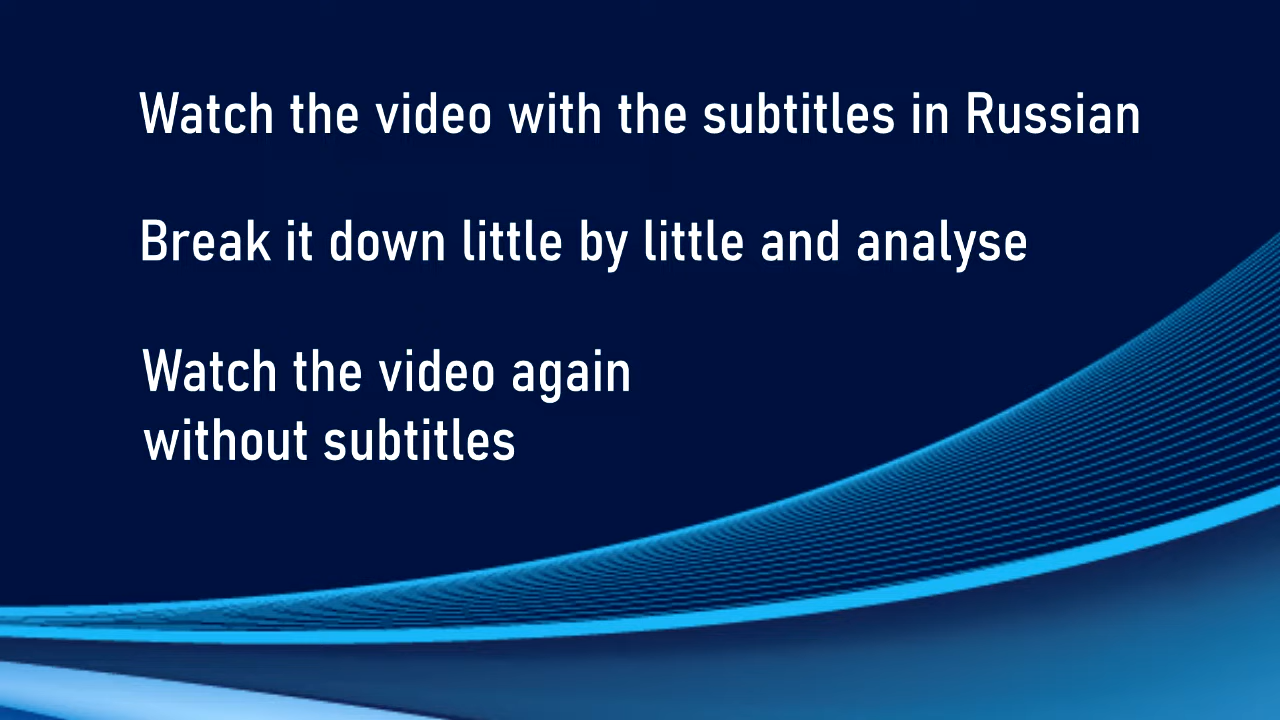 Watch the video with the subtitles in Russian
Break it down little by little and analyse
Watch the video again
without subtitles